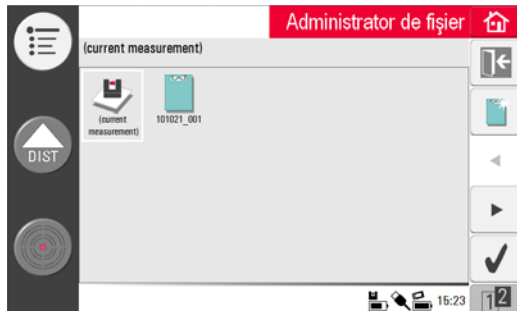 Administrator de fişier
(current measurement)
(current
measurement)
101021_001
DIST
15:23
1 2